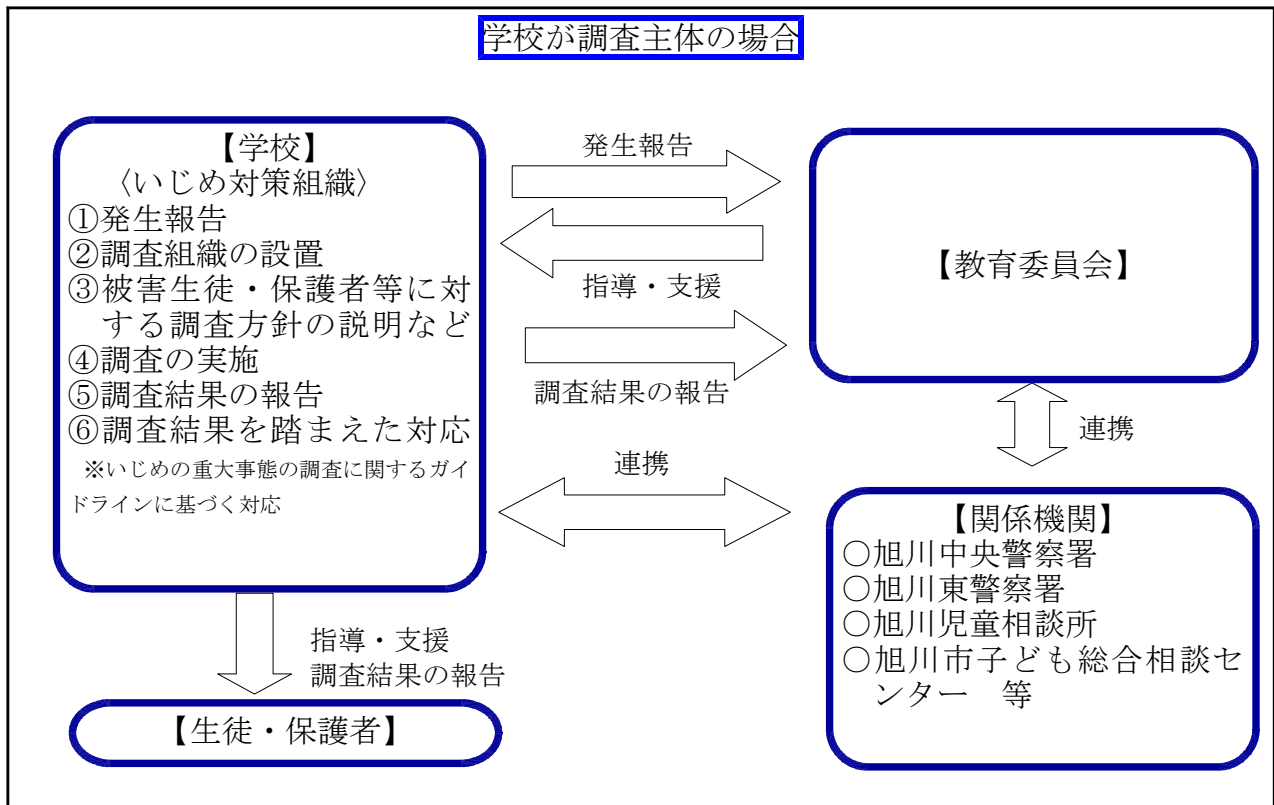 学校が調査主体の場合
【学校】
〈いじめ対策組織〉
①発生報告
②調査組織の設置
③被害生徒・保護者等に対
する調査方針の説明など
④調査の実施
⑤調査結果の報告
⑥調査結果を踏まえた対応
※いじめの重大事態の調査に関するガイ
ドラインに基づく対応
発生報告
指導・支援
調査結果の報告
連携
【教育委員会】
連携
【関係機関】
○旭川中央警察署
○旭川東警察署
○旭川児童相談所
○旭川市子ども総合相談セ
ンター　等
指導・支援
調査結果の報告
【生徒・保護者】